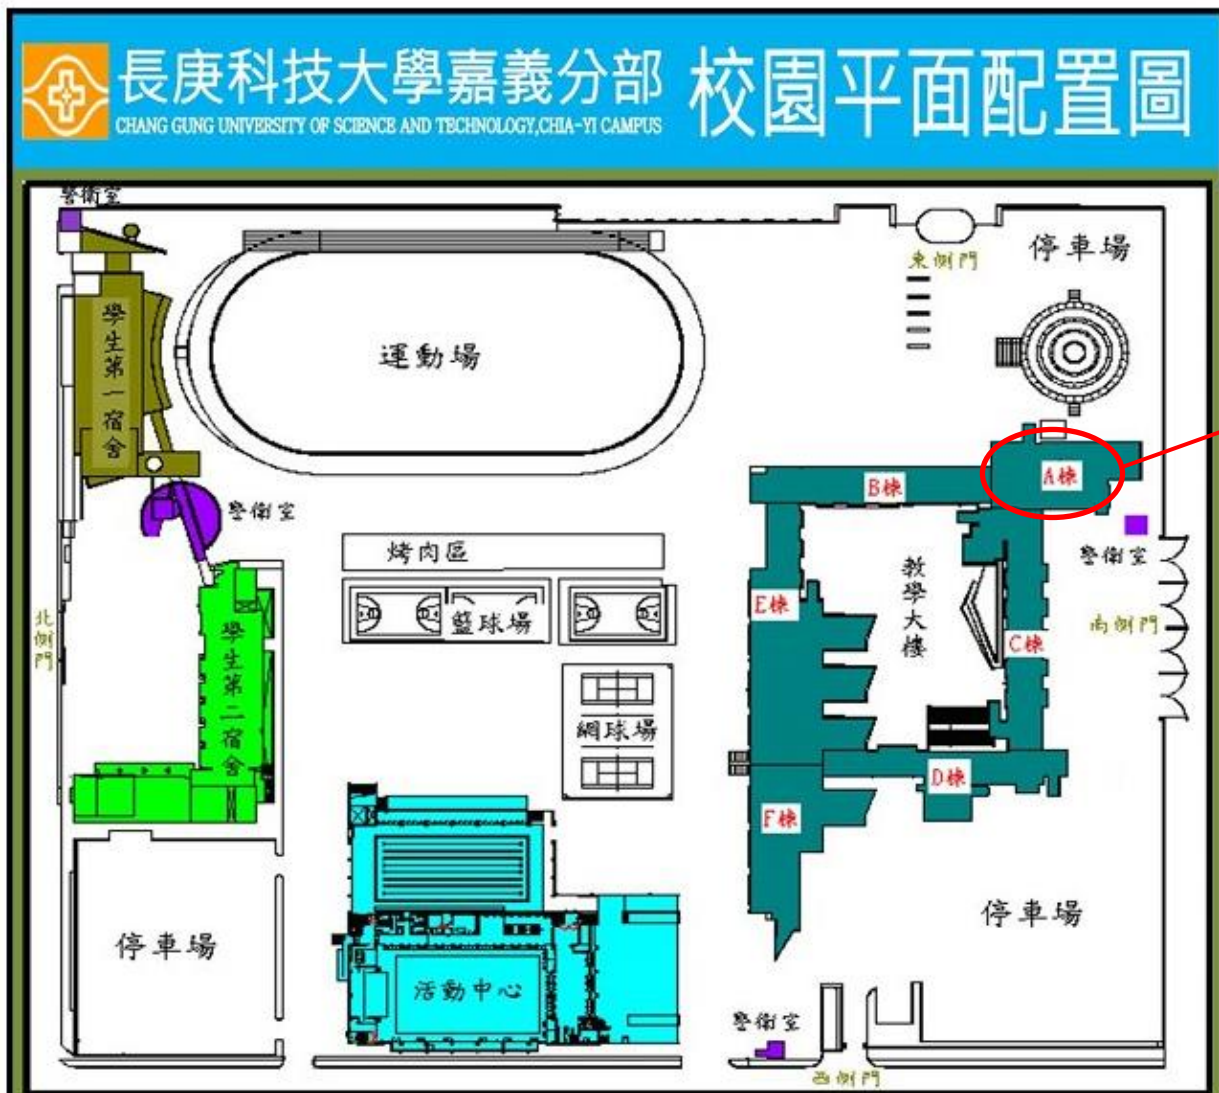 長庚科技大學嘉義分部 校園平面配置圖
CHANG GUNG UNIVERSITY OF SCIENCE AND TECHNOLOGY,CHIA-YI CAMPUS
警衛室
停車場
東側門
學生第一宿舍
運動場
A棟
B棟
警衛室
警衛室
烤肉區
教學大樓
E棟
籃球場
北側門
南側門
C棟
學生第二宿舍
網球場
D棟
F棟
停車場
停車場
活動中心
警衛室
西側門